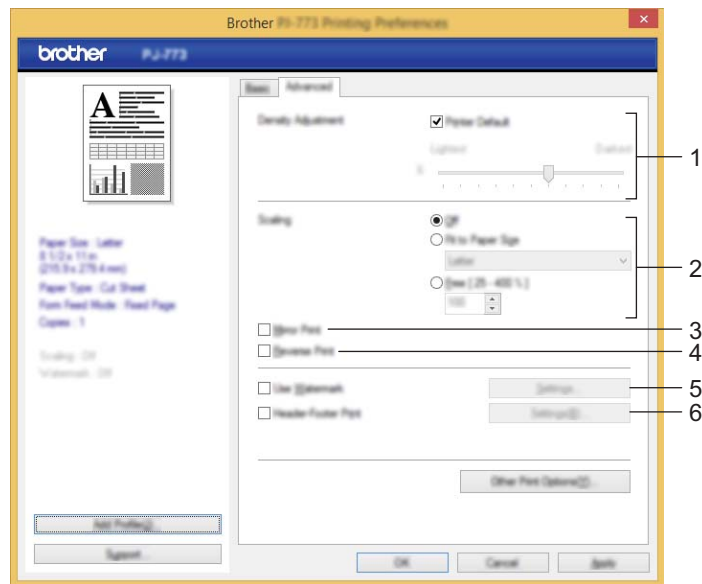 Brother PJ-773 Printing Preferences
brother PJ-773
Basic Advanced
A
Density Adjustment
Printer Default
Lightest Darkest
1
Scaling
Off
Fit to Paper Size
Letter
Free [ 25 - 400 % ]
100
2
Mirror Print
3
Reverse Print
4
Use Watermark
Settings...
5
Header-Footer Print
6
Paper Size : Letter
8 1/2 x 11 in
(215.9 x 279.4 mm)
Paper Type : Cut Sheet
Form Feed Mode : Fixed Page
Copies : 1
Scaling : Off
Watermark : Off
Other Print Options
Add Profile
Support...
OK Cancel Apply